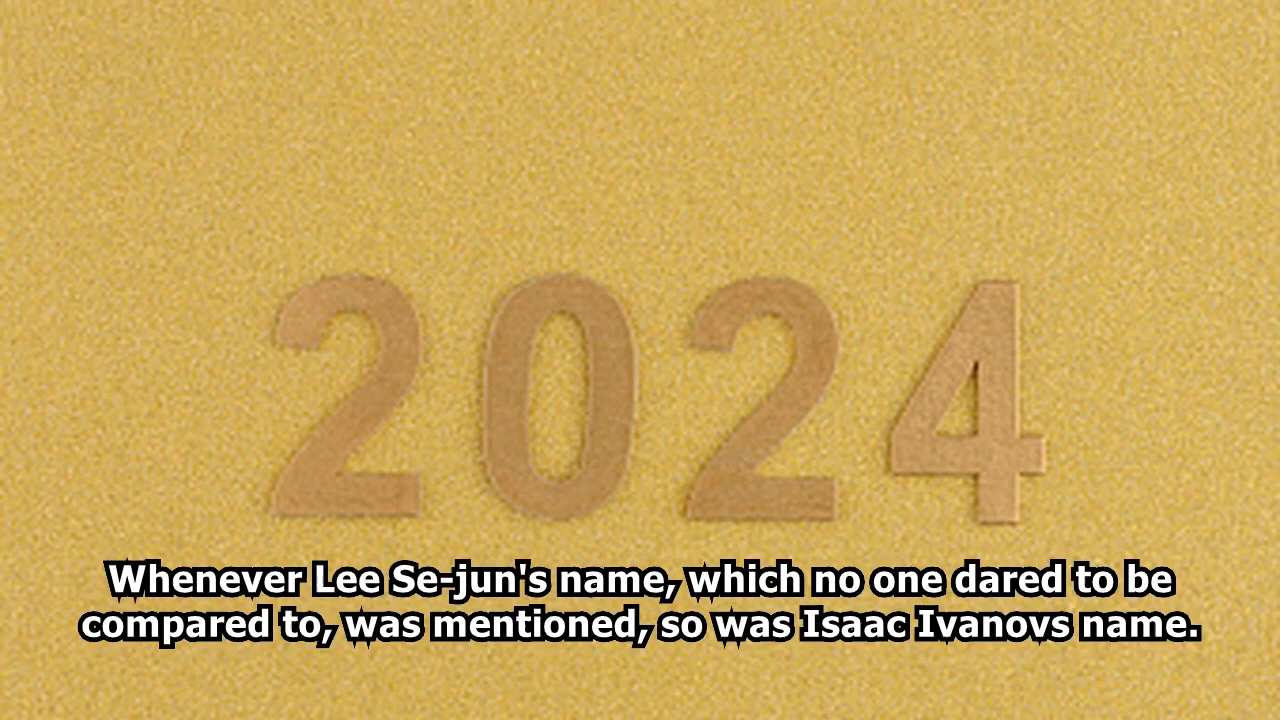 2024
Whenever Lee Se-jun's name, which no one dared to be
compared to, was mentioned, so was Isaac Ivanovs name.